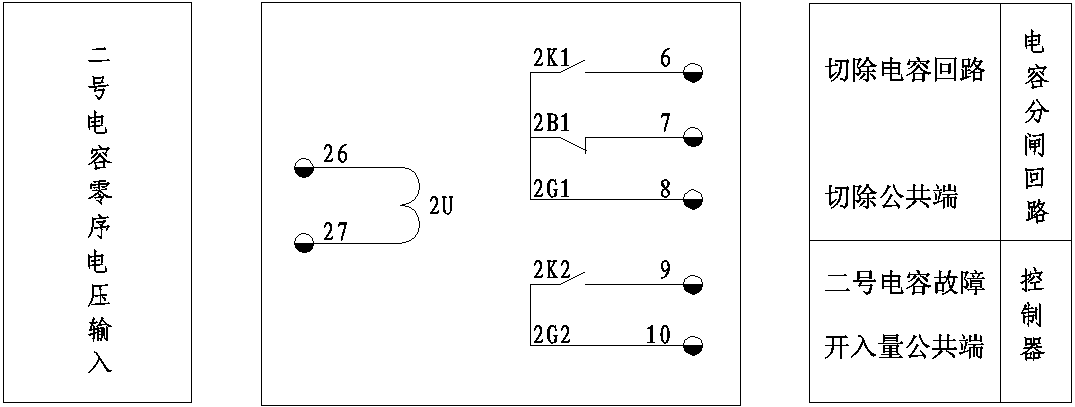 二号电容零序电压输入
26
27
2U
2K1 6
2B1 7
2G1 8
2K2 9
2G2 10
切除电容回路
切除公共端
电容分闸回路
二号电容故障
开入量公共端
控制器